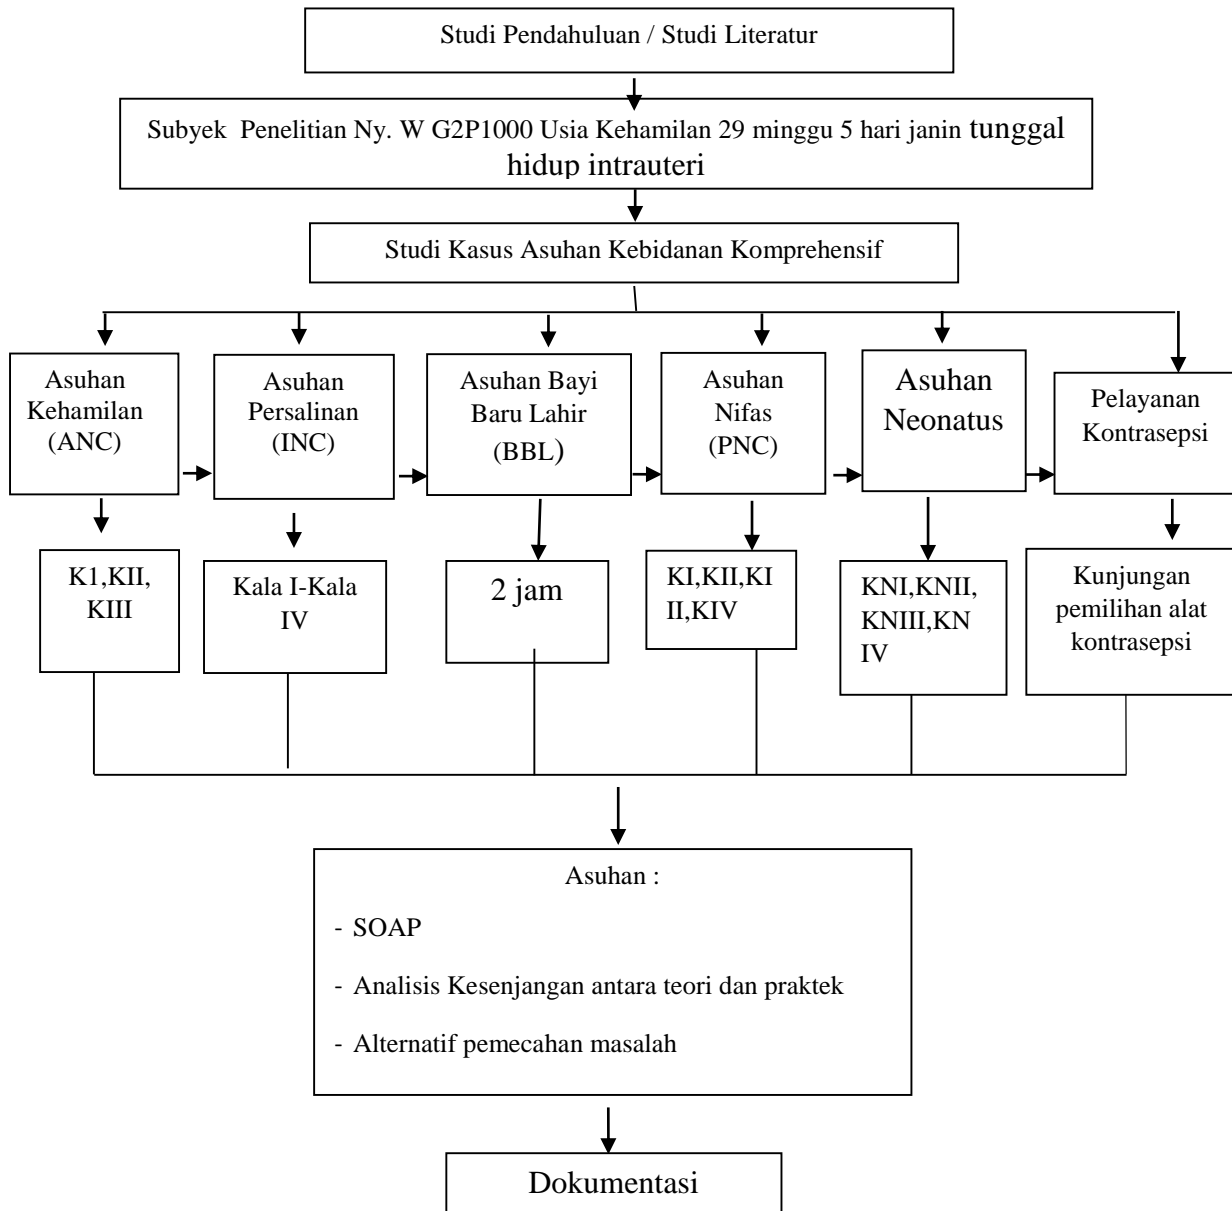 Studi Pendahuluan / Studi Literatur
Subyek Penelitian Ny. W G2P1000 Usia Kehamilan 29 minggu 5 hari janin tunggal
hidup intrauteri
Studi Kasus Asuhan Kebidanan Komprehensif
Asuhan
Kehamilan
(ANC)
Asuhan
Persalinan
(INC)
Asuhan Bayi
Baru Lahir
(BBL)
Asuhan
Nifas
(PNC)
Asuhan
Neonatus
Pelayanan
Kontrasepsi
K1,KII,
KIII
Kala I-Kala
IV
2 jam
KI,KII,KI
II,KIV
KNI,KNII,
KNIII,KN
IV
Kunjungan
pemilihan alat
kontrasepsi
Asuhan :
- SOAP
- Analisis Kesenjangan antara teori dan praktek
- Alternatif pemecahan masalah
Dokumentasi